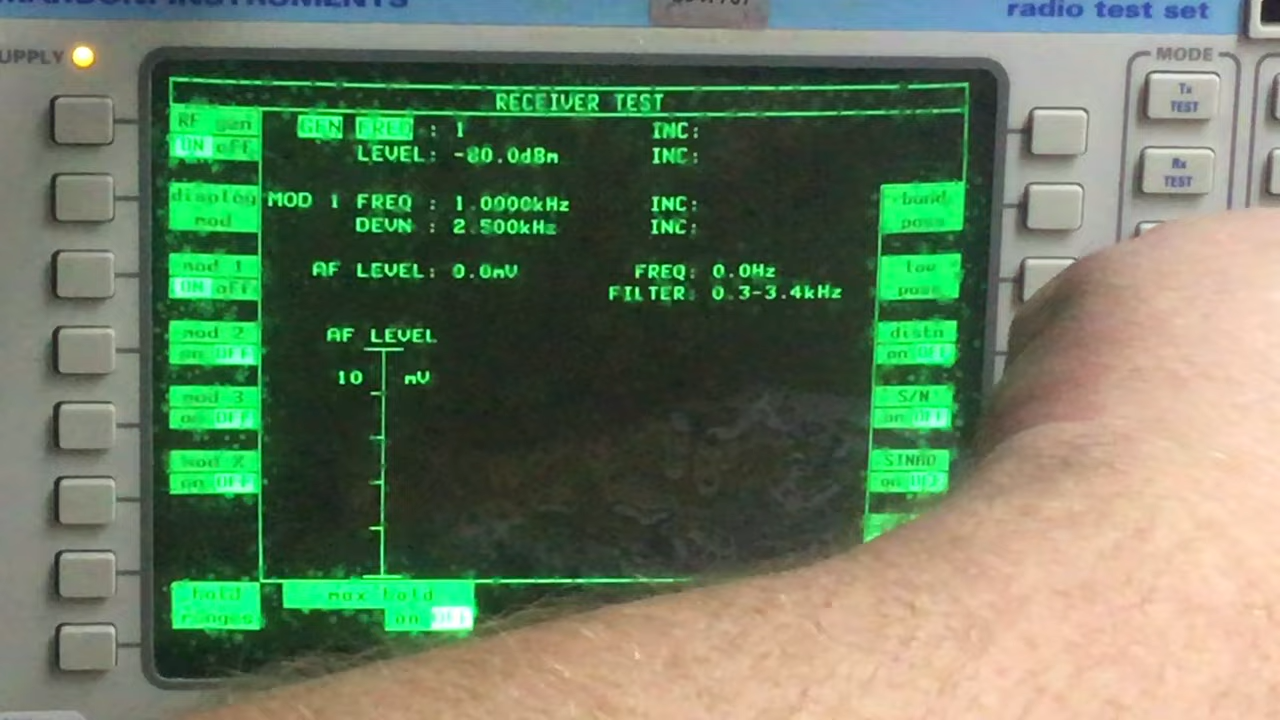 INSTRUMENTS
radio test set
UPPLY
MODE
Tx
TEST
Rx
TEST
RECEIVER TEST
RF gen
ON off
GEN FREQ : 1 INC:
LEVEL: -80.0dBm INC:
display
mod
MOD 1 FREQ : 1.0000kHz INC:
DEVN : 2.500kHz INC:
band
pass
mod 1
ON off
AF LEVEL: 0.0mV FREQ: 0.0Hz
FILTER: 0.3-3.4kHz
low
pass
mod 2
on OFF
AF LEVEL
distn
on OFF
10 mV
mod 3
on OFF
S/N
on OFF
mod X
on OFF
SINAD
on OFF
hold
ranges
max hold
on OFF